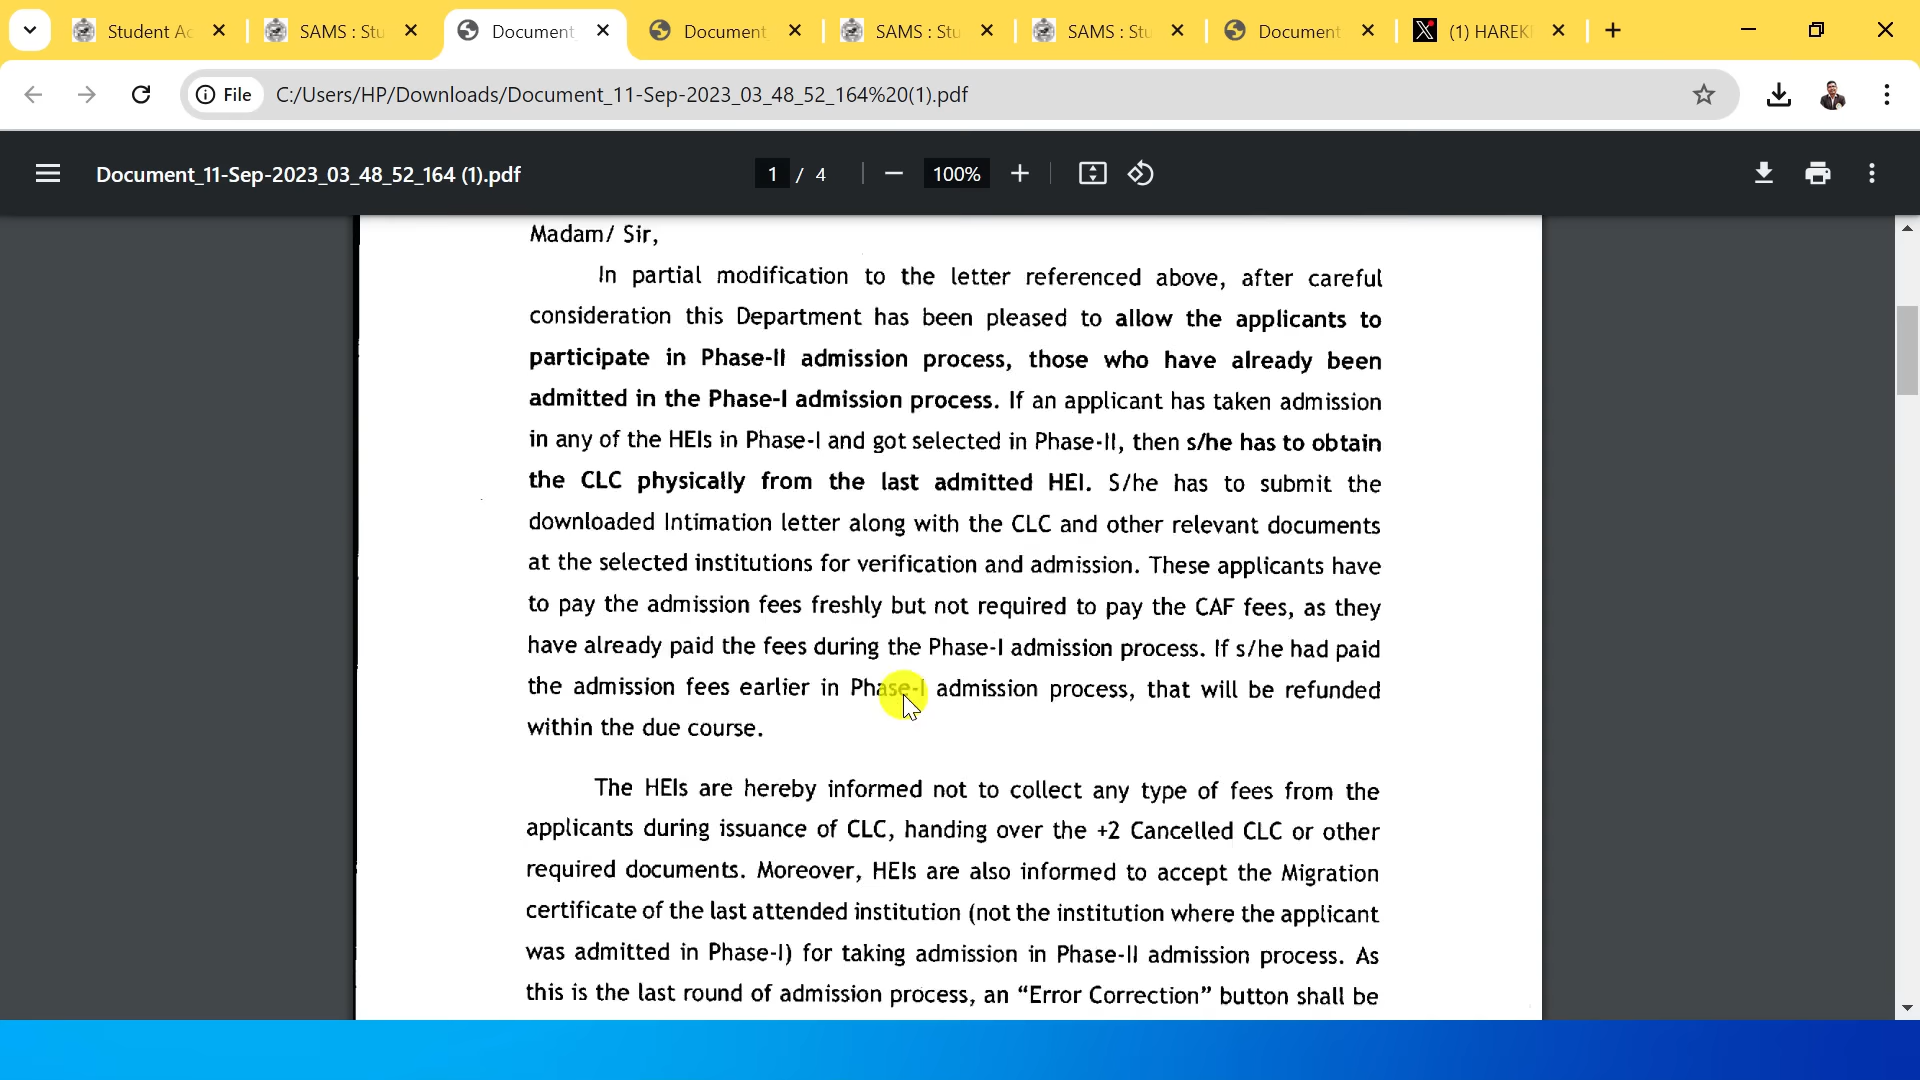 Student Ac
SAMS : Stu
Document_
Document
SAMS : Stu
SAMS : Stu
Document
(1) HAREK
File
C:/Users/HP/Downloads/Document_11-Sep-2023_03_48_52_164%20(1).pdf
Document_11-Sep-2023_03_48_52_164 (1).pdf
1 / 4
100%
Madam/ Sir,
In partial modification to the letter referenced above, after careful
consideration this Department has been pleased to allow the applicants to
participate in Phase-II admission process, those who have already been
admitted in the Phase-I admission process. If an applicant has taken admission
in any of the HEIs in Phase-I and got selected in Phase-II, then s/he has to obtain
the CLC physically from the last admitted HEI. S/he has to submit the
downloaded Intimation letter along with the CLC and other relevant documents
at the selected institutions for verification and admission. These applicants have
to pay the admission fees freshly but not required to pay the CAF fees, as they
have already paid the fees during the Phase-I admission process. If s/he had paid
the admission fees earlier in Phase-I admission process, that will be refunded
within the due course.
The HEIs are hereby informed not to collect any type of fees from the
applicants during issuance of CLC, handing over the +2 Cancelled CLC or other
required documents. Moreover, HEIs are also informed to accept the Migration
certificate of the last attended institution (not the institution where the applicant
was admitted in Phase-I) for taking admission in Phase-II admission process. As
this is the last round of admission process, an “Error Correction” button shall be